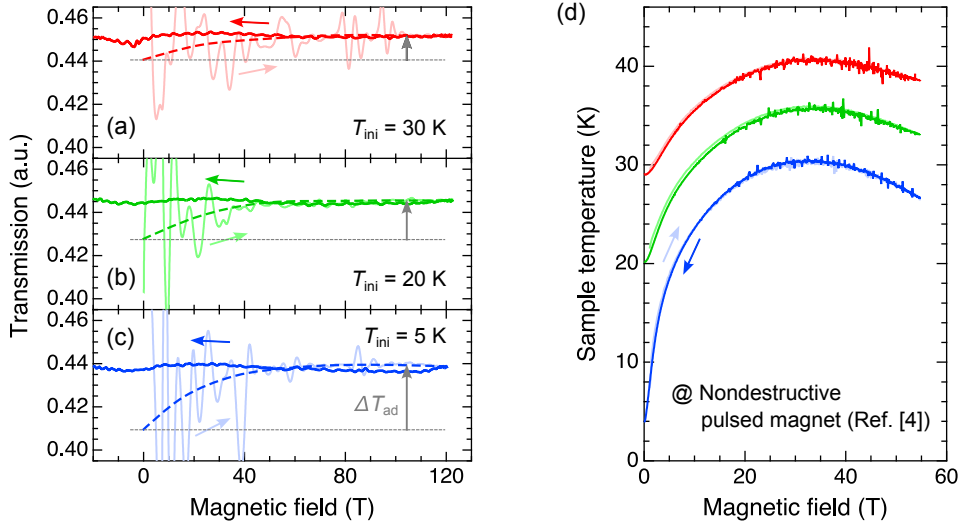 Transmission (a.u.)
0.46
0.44
0.42
0.40
(a)
T_ini = 30 K
0.46
0.44
0.42
0.40
(b)
T_ini = 20 K
0.46
0.44
0.42
0.40
(c)
T_ini = 5 K
ΔT_ad
0 40 80 120
Magnetic field (T)
(d)
Sample temperature (K)
40
30
20
10
0
@ Nondestructive
pulsed magnet (Ref. [4])
0 20 40 60
Magnetic field (T)